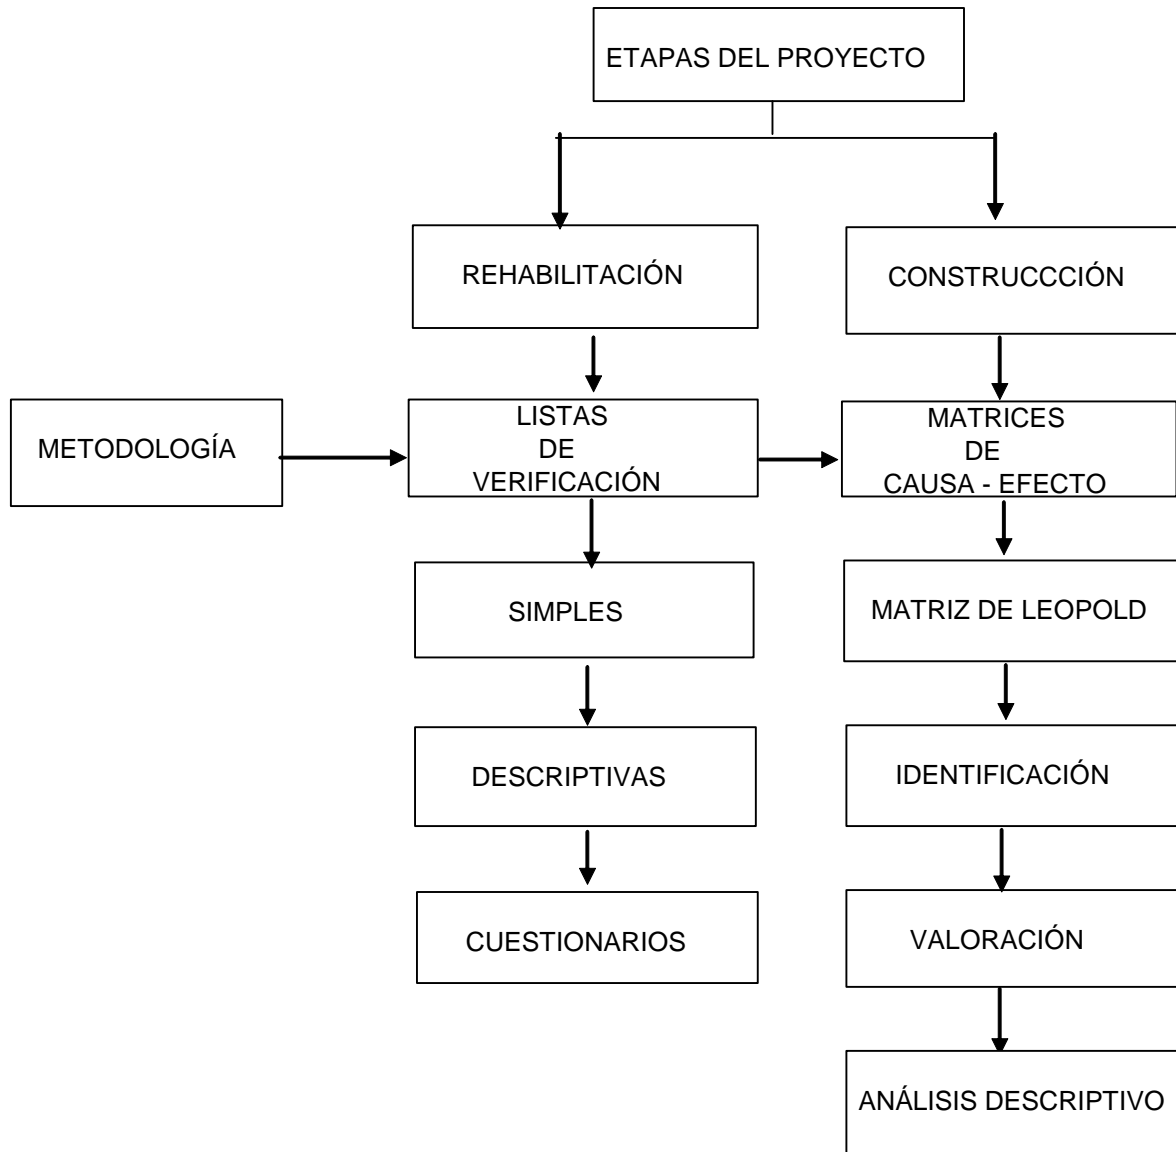 ETAPAS DEL PROYECTO
REHABILITACIÓN
CONSTRUCCCIÓN
METODOLOGÍA
LISTAS
DE
VERIFICACIÓN
MATRICES
DE
CAUSA - EFECTO
SIMPLES
MATRIZ DE LEOPOLD
DESCRIPTIVAS
IDENTIFICACIÓN
CUESTIONARIOS
VALORACIÓN
ANÁLISIS DESCRIPTIVO